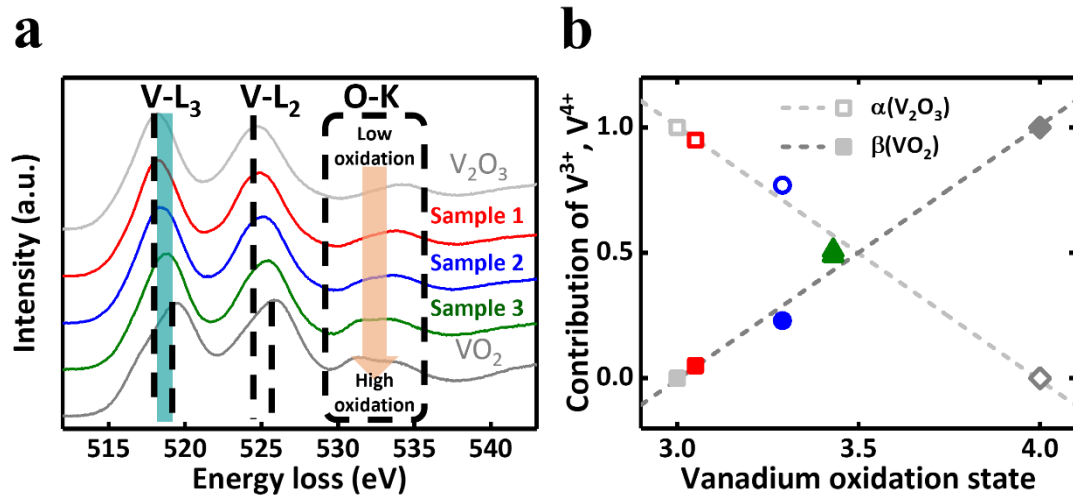 a
V-L₃ V-L₂ O-K
Low
oxidation
V₂O₃
Sample 1
Sample 2
Sample 3
VO₂
High
oxidation
Intensity (a.u.)
515 520 525 530 535 540
Energy loss (eV)
b
α(V₂O₃)
β(VO₂)
1.0
0.5
0.0
Contribution of V³⁺, V⁴⁺
3.0 3.5 4.0
Vanadium oxidation state